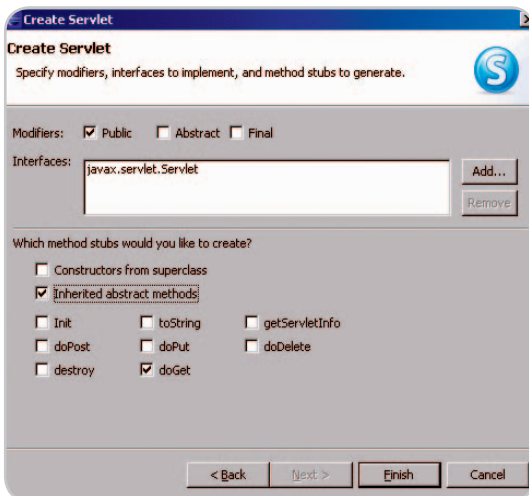 Create Servlet
Create Servlet
Specify modifiers, interfaces to implement, and method stubs to generate.
S
Modifiers: Public Abstract Final
Interfaces: javax.servlet.Servlet Add...
Remove
Which method stubs would you like to create?
Constructors from superclass
Inherited abstract methods
Init toString getServletInfo
doPost doPut doDelete
destroy doGet
< Back Next > Finish Cancel